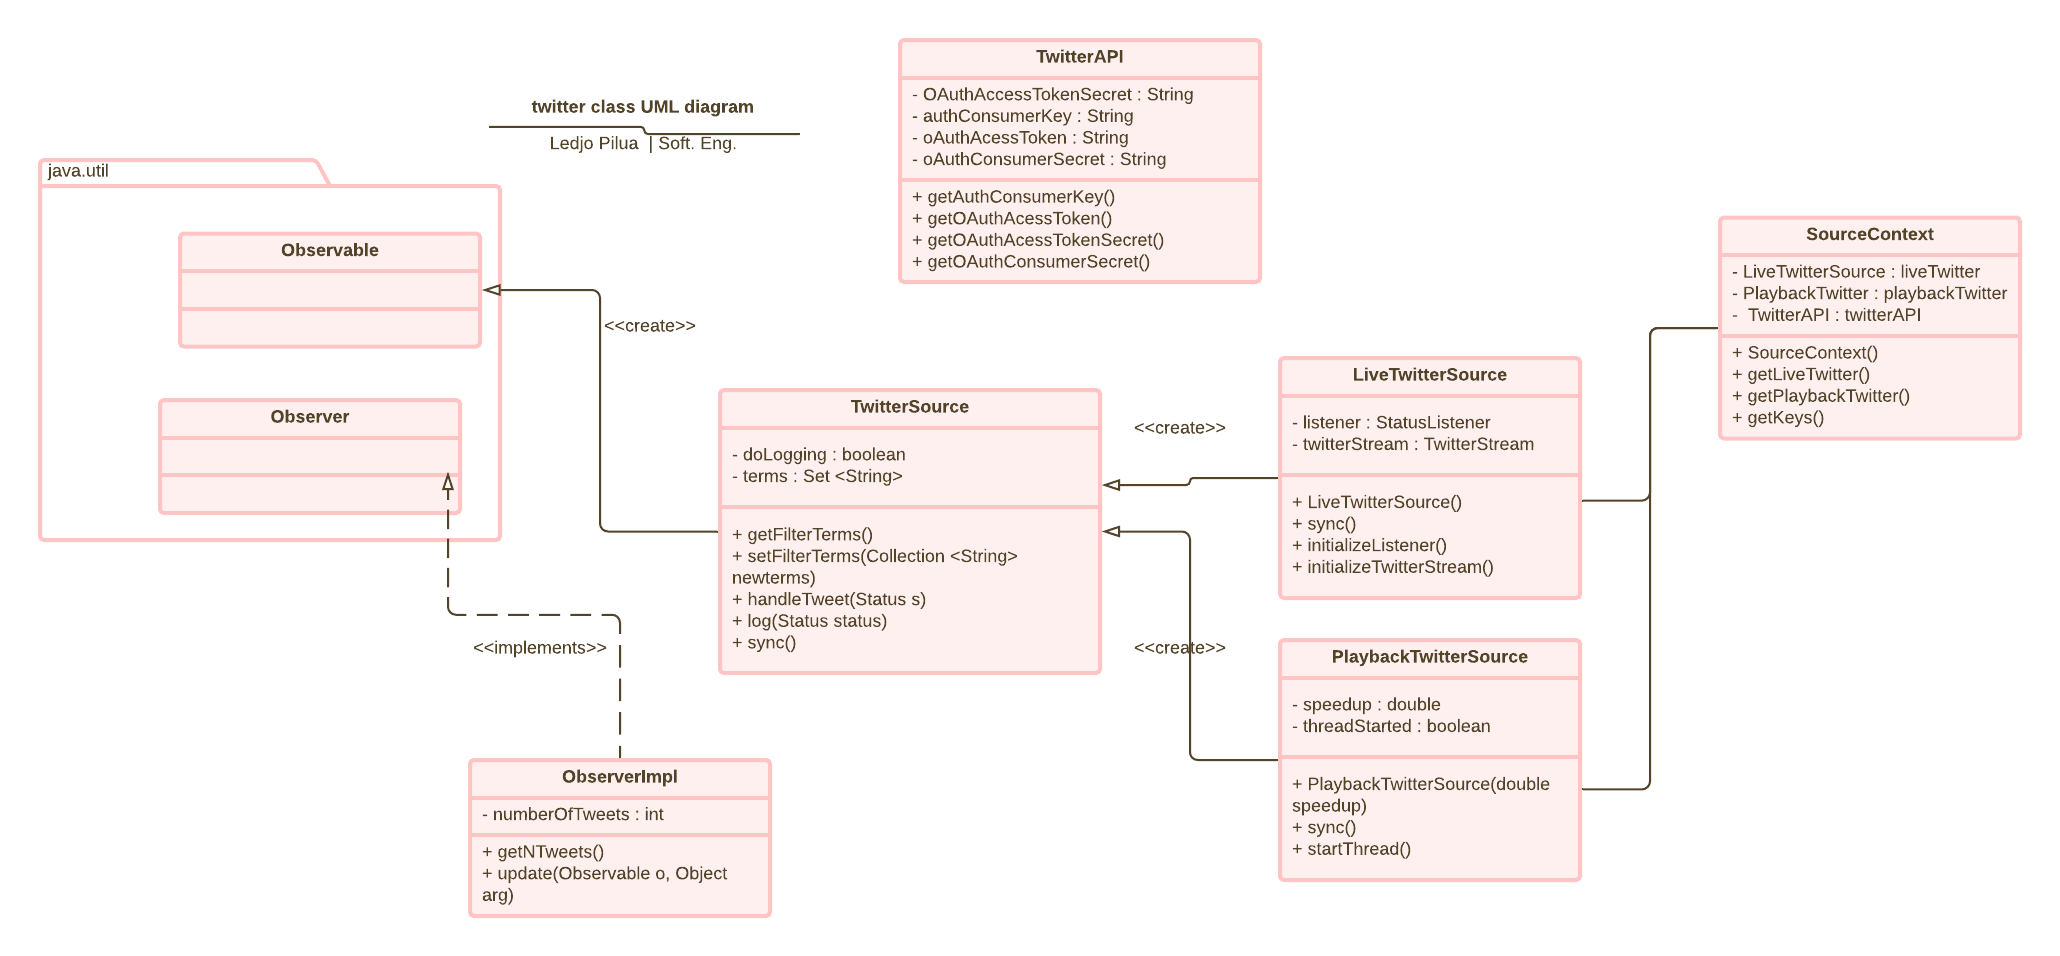 twitter class UML diagram
Ledjo Pilua  | Soft. Eng.
java.util
Observable
Observer
<<create>>
<<implements>>
ObserverImpl
- numberOfTweets : int
+ getNTweets()
+ update(Observable o, Object
arg)
TwitterAPI
- OAuthAccessTokenSecret : String
- authConsumerKey : String
- oAuthAcessToken : String
- oAuthConsumerSecret : String
+ getAuthConsumerKey()
+ getOAuthAcessToken()
+ getOAuthAcessTokenSecret()
+ getOAuthConsumerSecret()
TwitterSource
- doLogging : boolean
- terms : Set <String>
+ getFilterTerms()
+ setFilterTerms(Collection <String>
newterms)
+ handleTweet(Status s)
+ log(Status status)
+ sync()
<<create>>
<<create>>
LiveTwitterSource
- listener : StatusListener
- twitterStream : TwitterStream
+ LiveTwitterSource()
+ sync()
+ initializeListener()
+ initializeTwitterStream()
PlaybackTwitterSource
- speedup : double
- threadStarted : boolean
+ PlaybackTwitterSource(double
speedup)
+ sync()
+ startThread()
SourceContext
- LiveTwitterSource : liveTwitter
- PlaybackTwitter : playbackTwitter
-  TwitterAPI : twitterAPI
+ SourceContext()
+ getLiveTwitter()
+ getPlaybackTwitter()
+ getKeys()